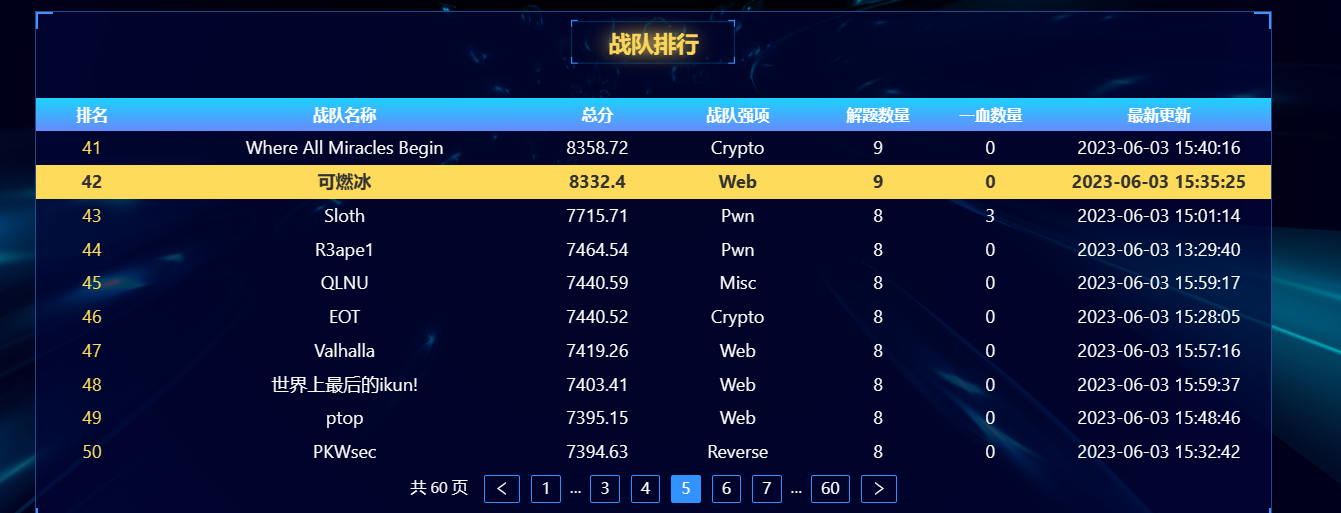 战队排行
排名 战队名称 总分 战队强项 解题数量 一血数量 最新更新
41 Where All Miracles Begin 8358.72 Crypto 9 0 2023-06-03 15:40:16
42 可燃冰 8332.4 Web 9 0 2023-06-03 15:35:25
43 Sloth 7715.71 Pwn 8 3 2023-06-03 15:01:14
44 R3ape1 7464.54 Pwn 8 0 2023-06-03 13:29:40
45 QLNU 7440.59 Misc 8 0 2023-06-03 15:59:17
46 EOT 7440.52 Crypto 8 0 2023-06-03 15:28:05
47 Valhalla 7419.26 Web 8 0 2023-06-03 15:57:16
48 世界上最后的ikun! 7403.41 Web 8 0 2023-06-03 15:59:37
49 ptop 7395.15 Web 8 0 2023-06-03 15:48:46
50 PKWsec 7394.63 Reverse 8 0 2023-06-03 15:32:42
共 60 页 < 1 ... 3 4 5 6 7 ... 60 >